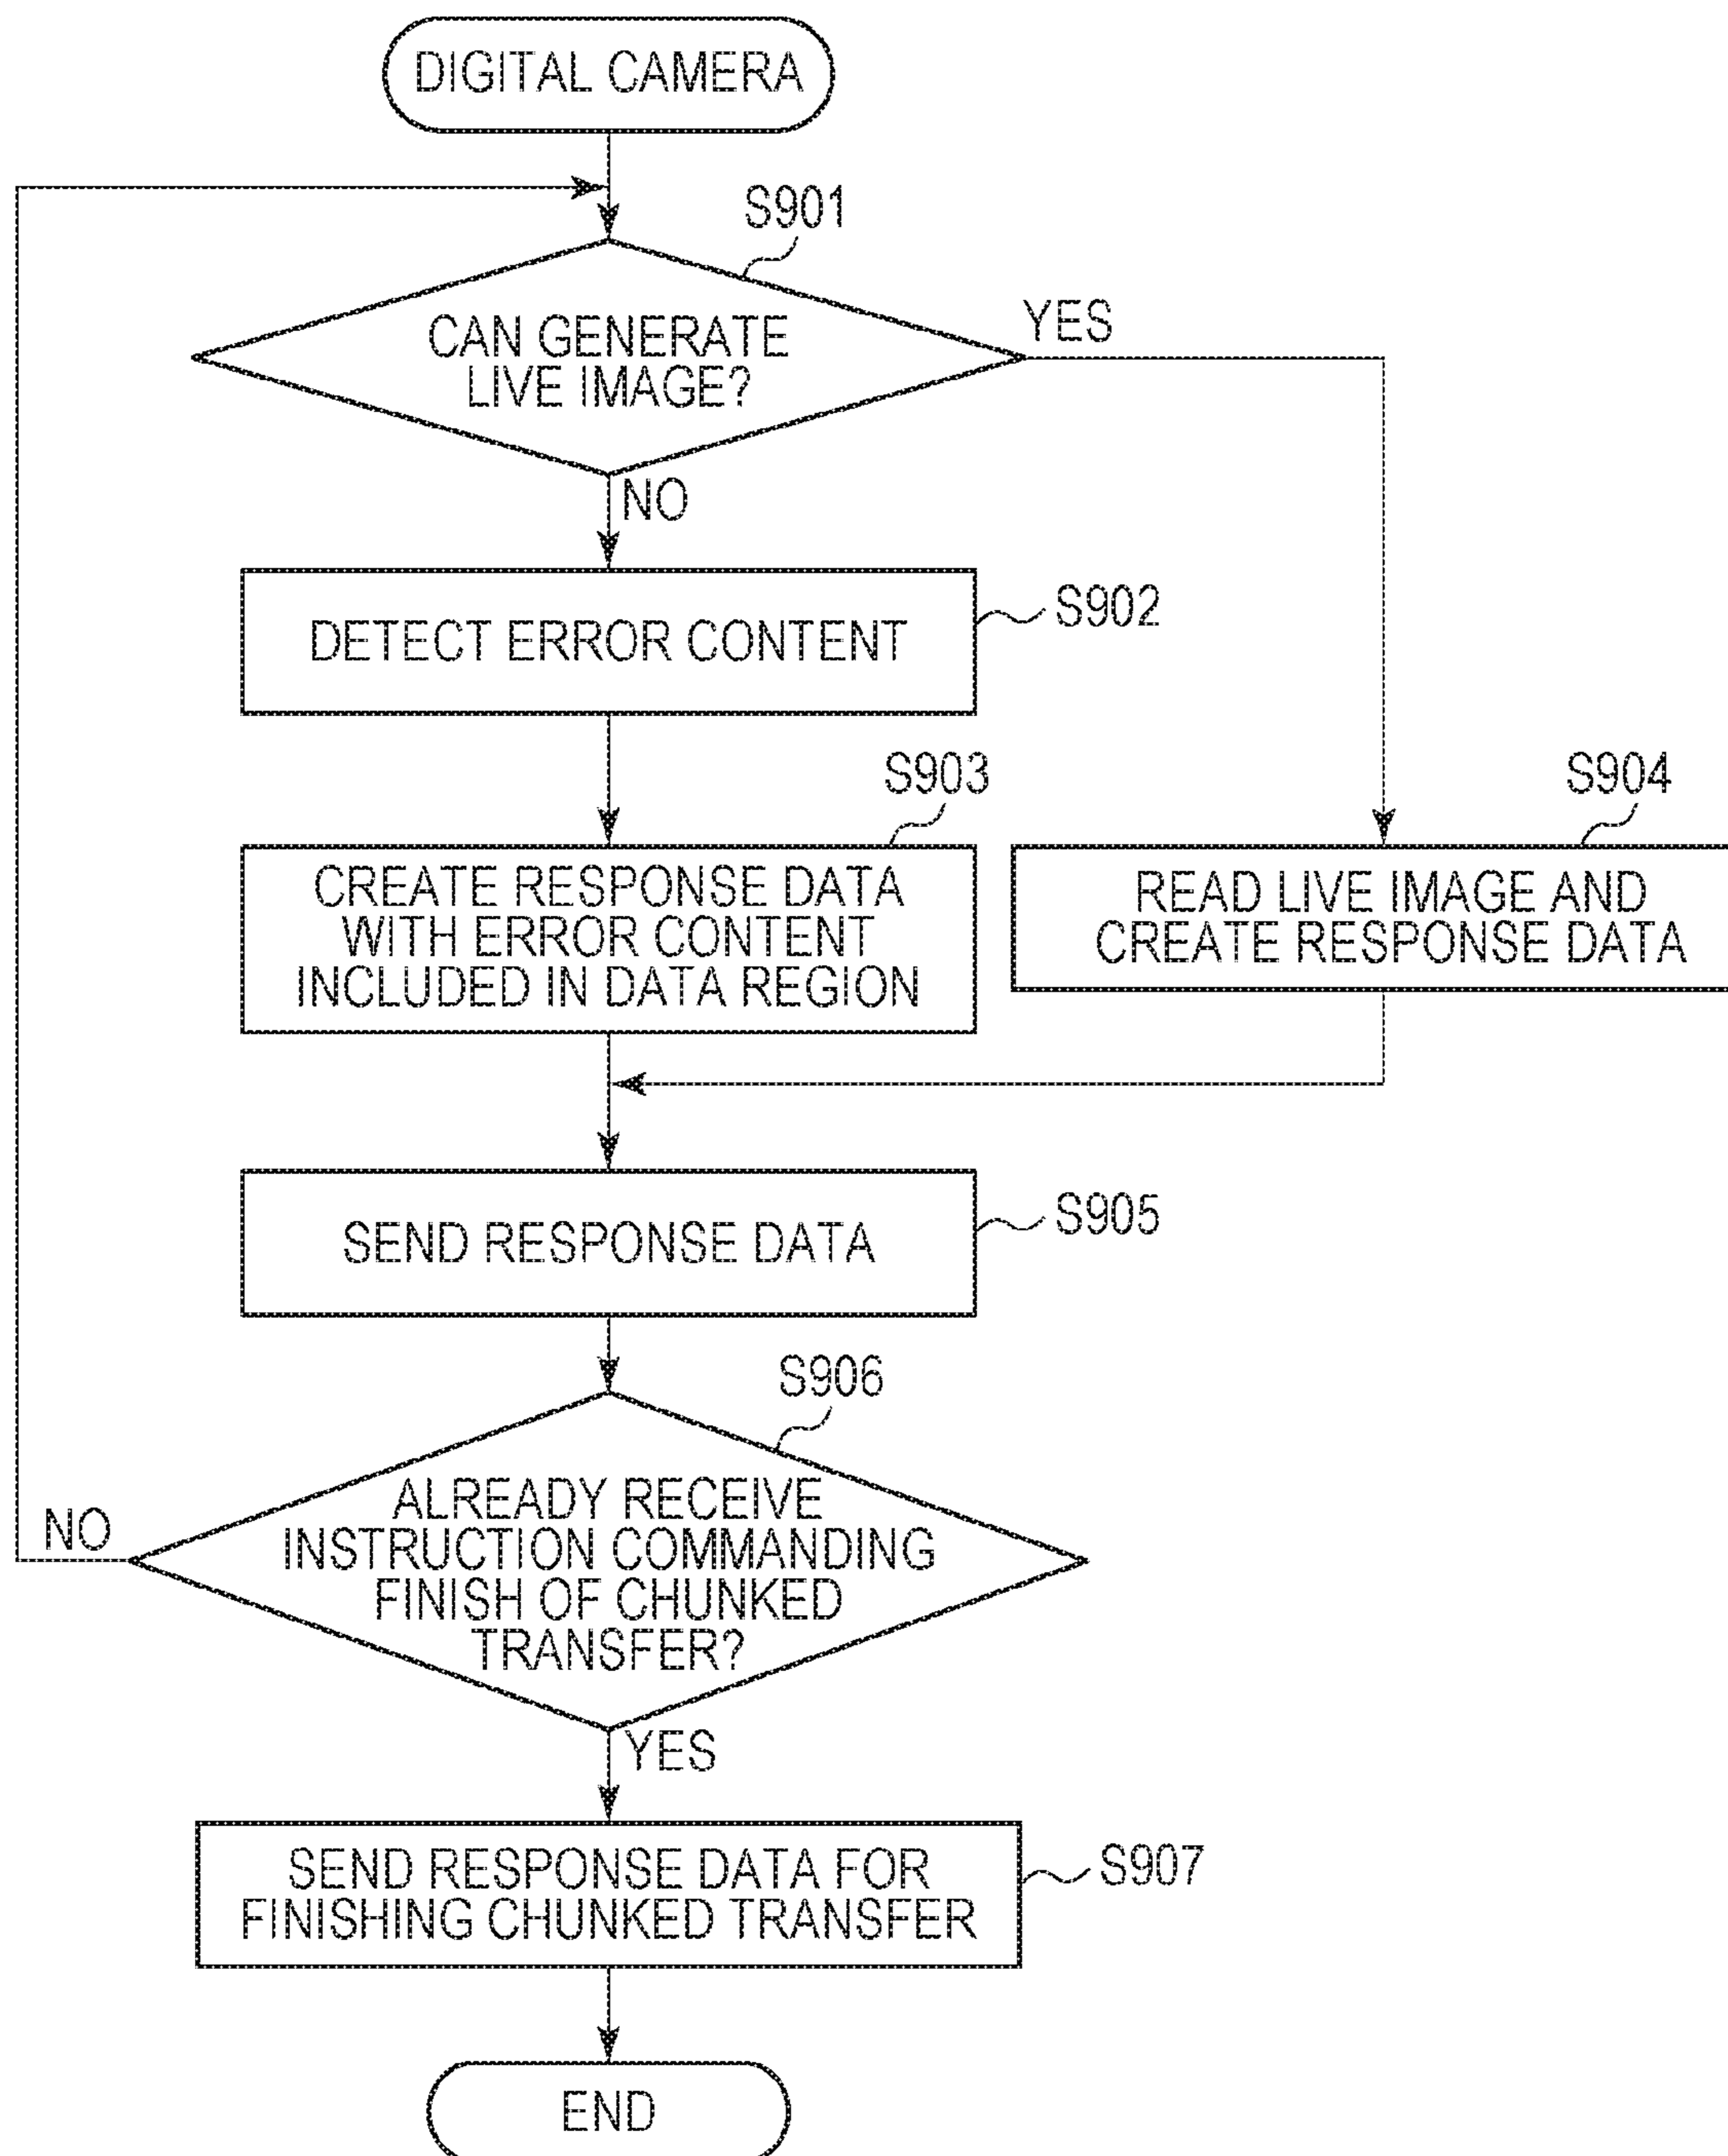 DIGITAL CAMERA
S901
CAN GENERATE
LIVE IMAGE?
YES
NO
DETECT ERROR CONTENT
S902
S903
CREATE RESPONSE DATA
WITH ERROR CONTENT
INCLUDED IN DATA REGION
S904
READ LIVE IMAGE AND
CREATE RESPONSE DATA
SEND RESPONSE DATA
S905
S906
ALREADY RECEIVE
INSTRUCTION COMMANDING
FINISH OF CHUNKED
TRANSFER?
NO
YES
SEND RESPONSE DATA FOR
FINISHING CHUNKED TRANSFER
S907
END